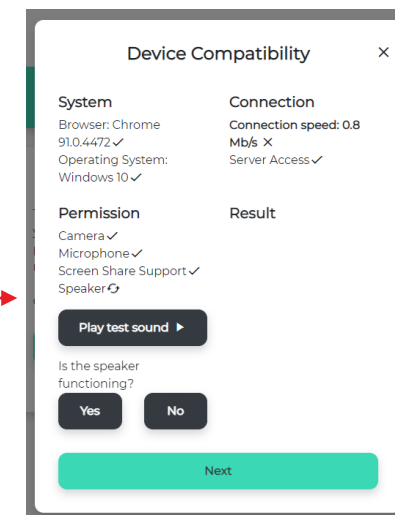 Device Compatibility
System
Browser: Chrome
91.0.4472
Operating System:
Windows 10
Connection
Connection speed: 0.8
Mb/s
Server Access
Permission
Camera
Microphone
Screen Share Support
Speaker
Result
Play test sound
Is the speaker
functioning?
Yes
No
Next